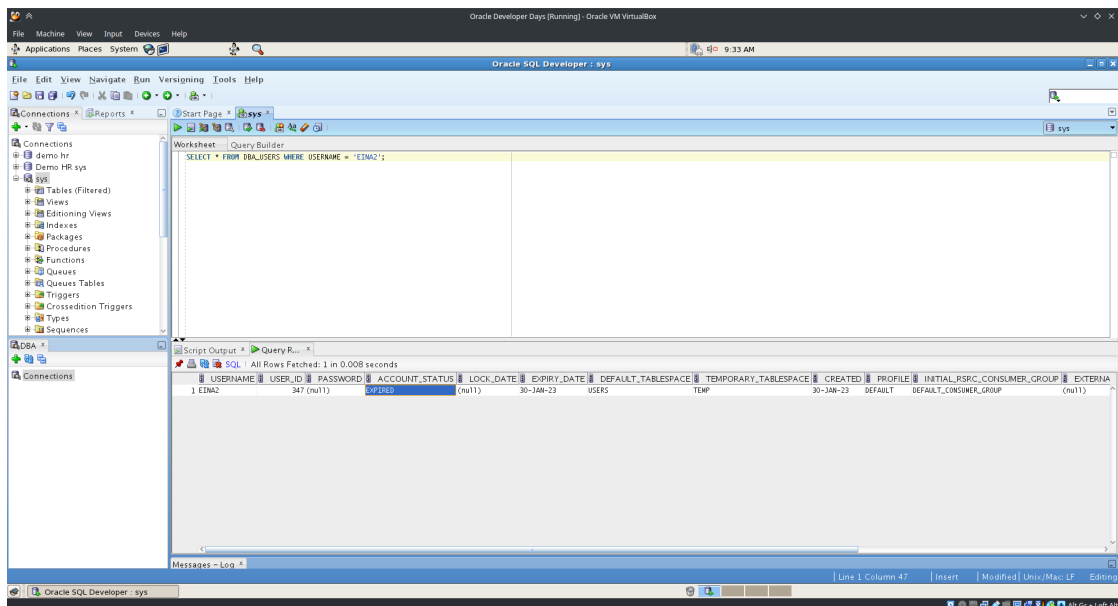 Oracle Developer Days [Running] - Oracle VM VirtualBox
File Machine View Input Devices Help
Applications Places System 9:33 AM
Oracle SQL Developer : sys
File Edit View Navigate Run Versioning Tools Help
Connections Reports Start Page sys
sys
Worksheet Query Builder
SELECT * FROM DBA_USERS WHERE USERNAME = 'EINA2';
Connections
demo hr
Demo HR sys
sys
Tables (Filtered)
Views
Editioning Views
Indexes
Packages
Procedures
Functions
Queues
Queues Tables
Triggers
Crossedition Triggers
Types
Sequences
DBA
Connections
Script Output Query R...
SQL | All Rows Fetched: 1 in 0.008 seconds
USERNAME USER_ID PASSWORD ACCOUNT_STATUS LOCK_DATE EXPIRY_DATE DEFAULT_TABLESPACE TEMPORARY_TABLESPACE CREATED PROFILE INITIAL_RSRC_CONSUMER_GROUP EXTERNA
1 EINA2 347 (null) EXPIRED (null) 30-JAN-23 USERS TEMP 30-JAN-23 DEFAULT DEFAULT_CONSUMER_GROUP (null)
Messages - Log
Line 1 Column 47 | Insert | Modified | Unix/Mac: LF Editing
Oracle SQL Developer : sys
Alt Gr + Left Alt